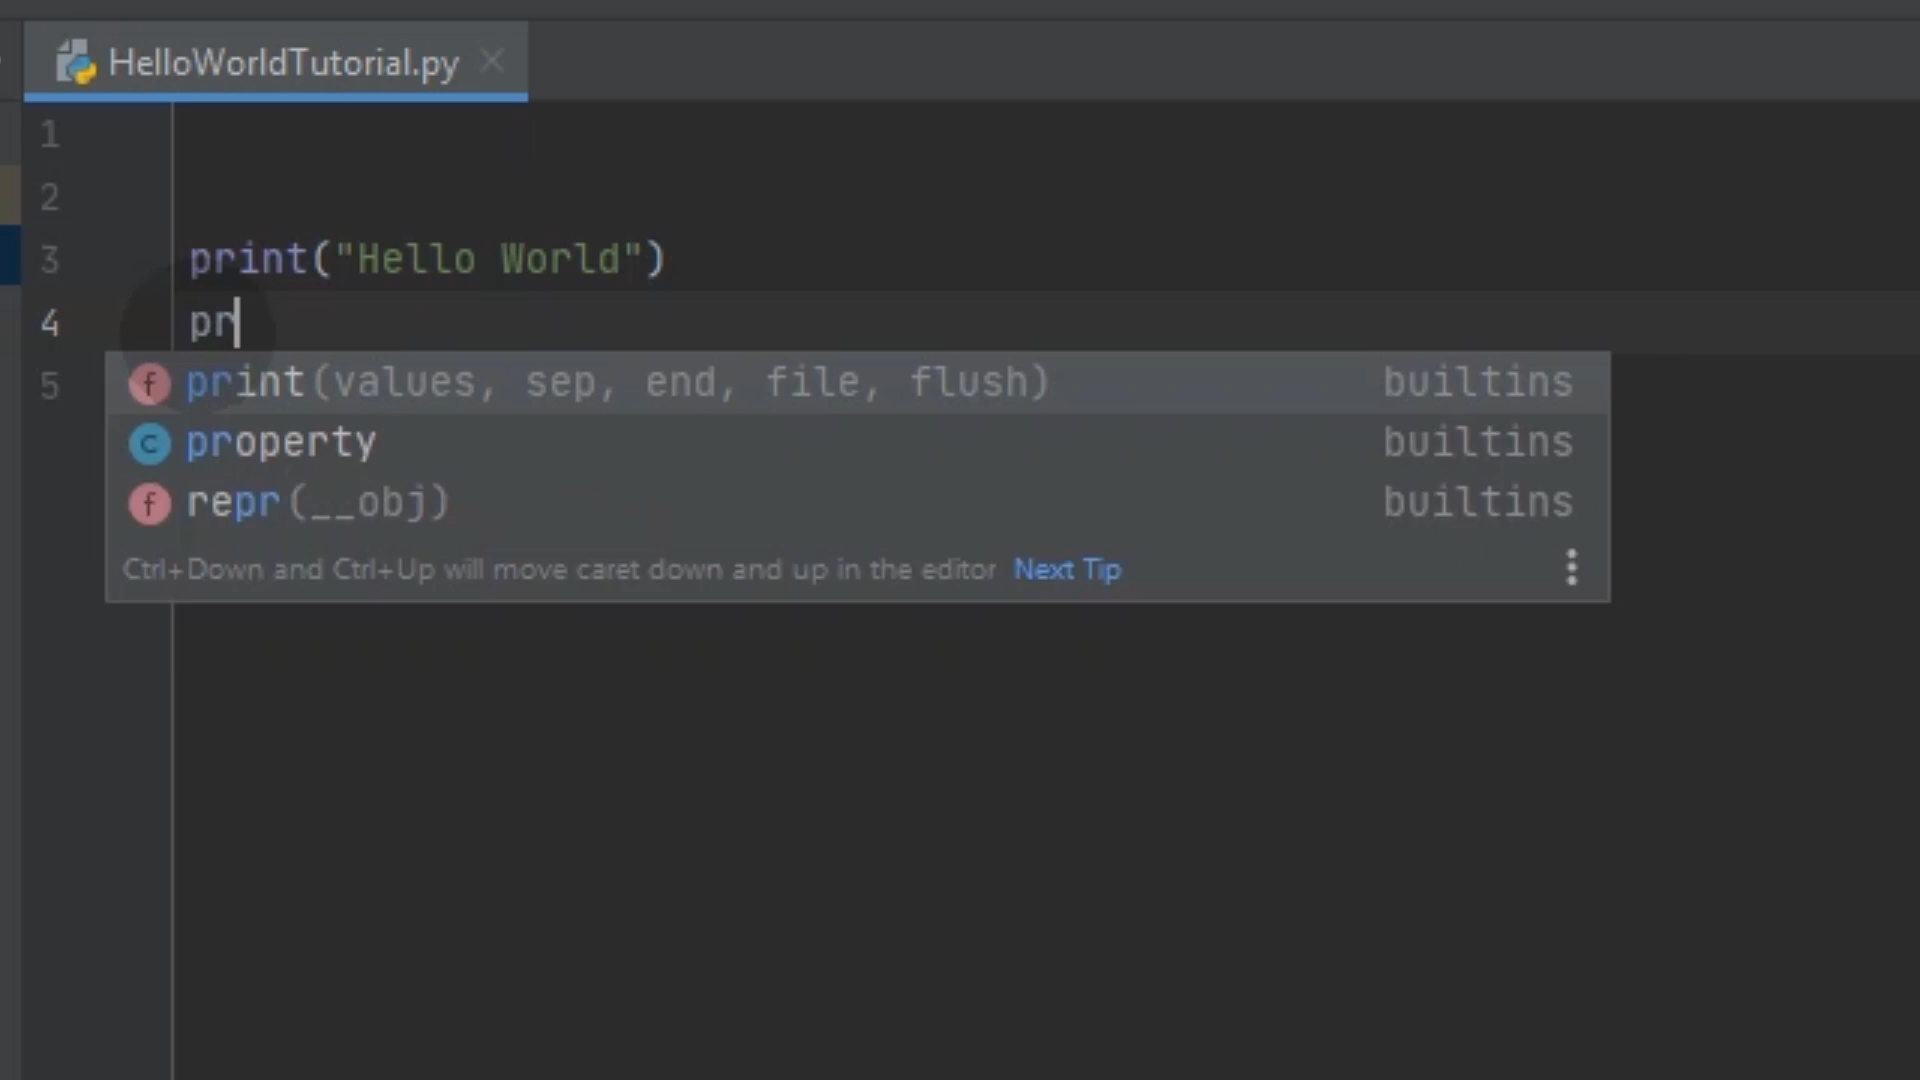 HelloWorldTutorial.py
1
2
3 print("Hello World")
4 pr
5
f print(values, sep, end, file, flush) builtins
c property builtins
f repr(__obj) builtins
Ctrl+Down and Ctrl+Up will move caret down and up in the editor Next Tip